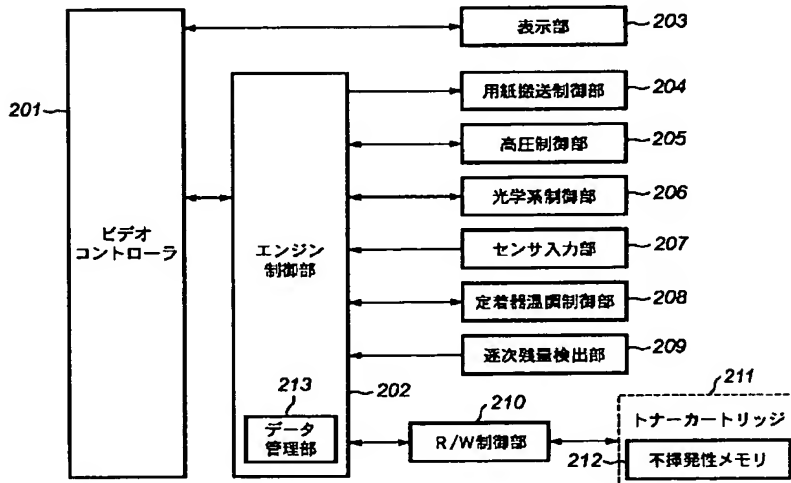 表示部
203
201
用紙搬送制御部
204
高圧制御部
205
光学系制御部
206
ビデオ
コントローラ
エンジン
制御部
センサ入力部
207
定着器温調制御部
208
逐次残量検出部
209
213
202
210
211
データ
管理部
R/W制御部
トナーカートリッジ
212
不揮発性メモリ